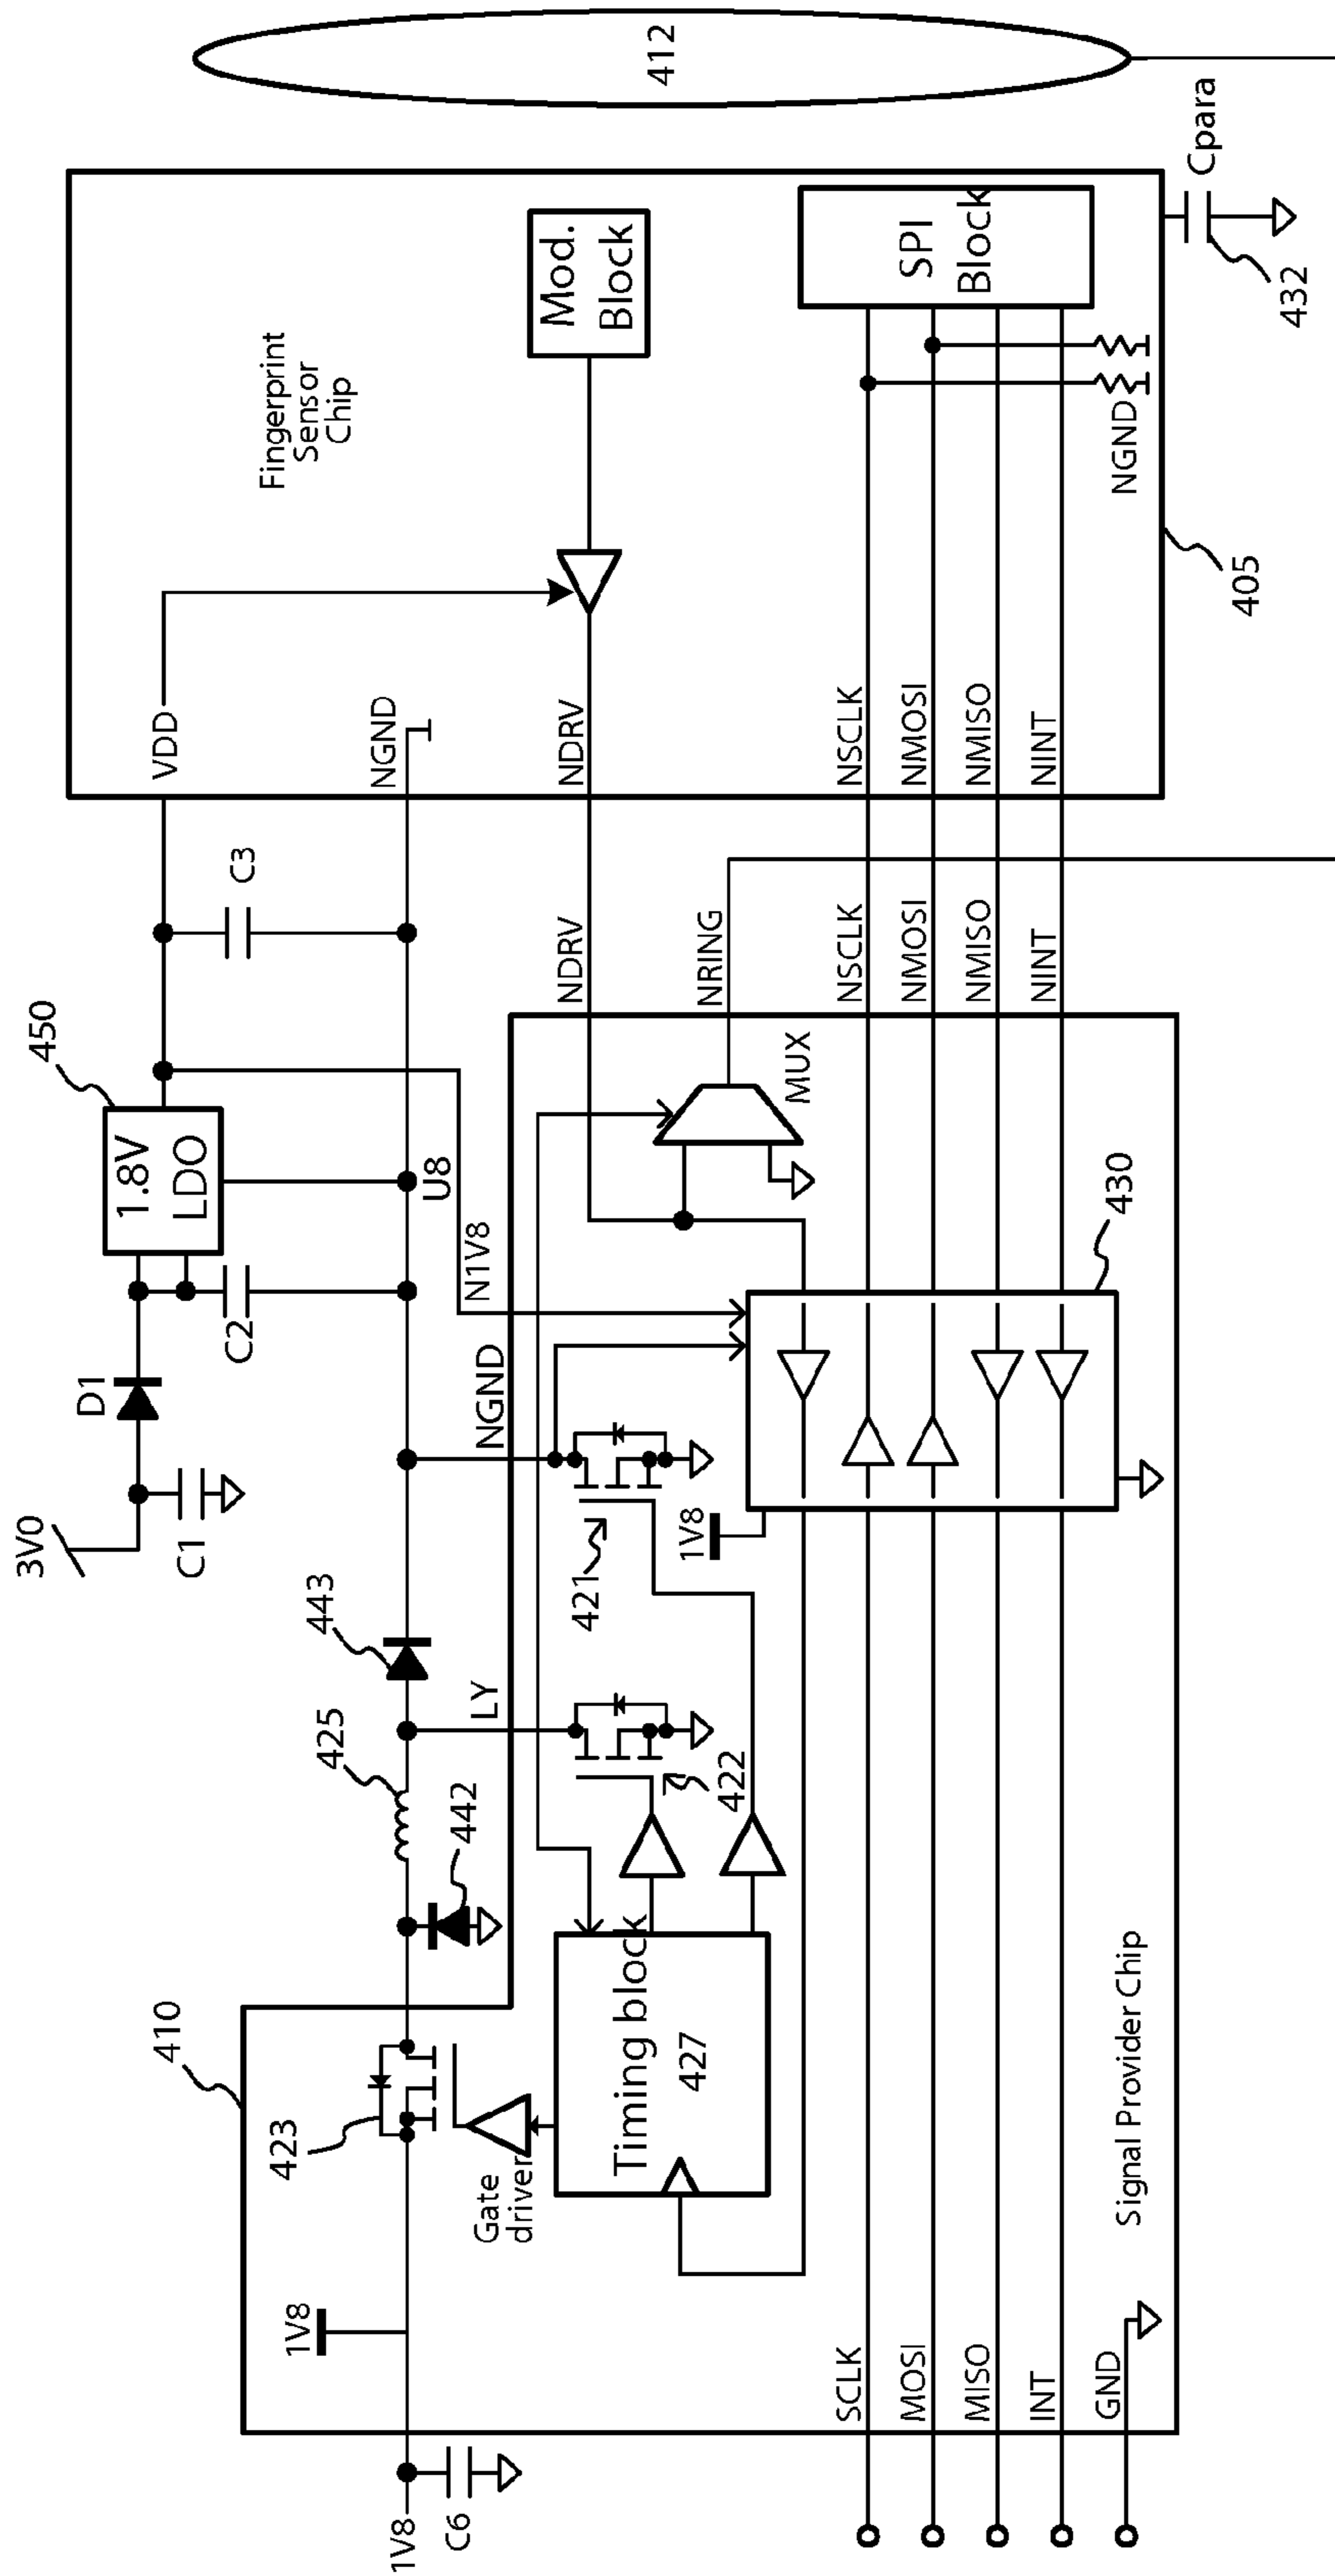 3V0
C1
D1
C2
1.8V
LDO
450
U8
C3
VDD
NGND
Fingerprint
Sensor
Chip
Mod.
Block
412
410
423
1V8
1V8
C6
442
425
443
LY
NGND
N1V8
NDRV
NDRV
NRING
MUX
Gate
driver
Timing block
427
422
421
1V8
430
SCLK
MOSI
MISO
INT
GND
NSCLK
NMOSI
NMISO
NINT
NSCLK
NMOSI
NMISO
NINT
SPI
Block
NGND
405
Cpara
432
Signal Provider Chip